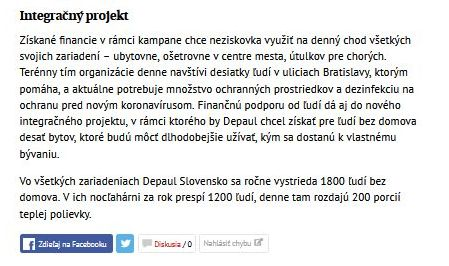 Integračný projekt
Získané financie v rámci kampane chce neziskovka využiť na denný chod všetkých
svojich zariadení – ubytovne, ošetrovne v centre mesta, útulkov pre chorých.
Terénny tím organizácie denne navštívi desiatky ľudí v uliciach Bratislavy, ktorým
pomáha, a aktuálne potrebuje množstvo ochranných prostriedkov a dezinfekciu na
ochranu pred novým koronavírusom. Finančnú podporu od ľudí dá aj do nového
integračného projektu, v rámci ktorého by Depaul chcel získať pre ľudí bez domova
desať bytov, ktoré budú môcť dlhodobejšie užívať, kým sa dostanú k vlastnému
bývaniu.
Vo všetkých zariadeniach Depaul Slovensko sa ročne vystrieda 1800 ľudí bez
domova. V ich nocľahárni za rok prespí 1200 ľudí, denne tam rozdajú 200 porcií
teplej polievky.
Zdieľaj na Facebooku Diskusia / 0 Nahlásiť chybu